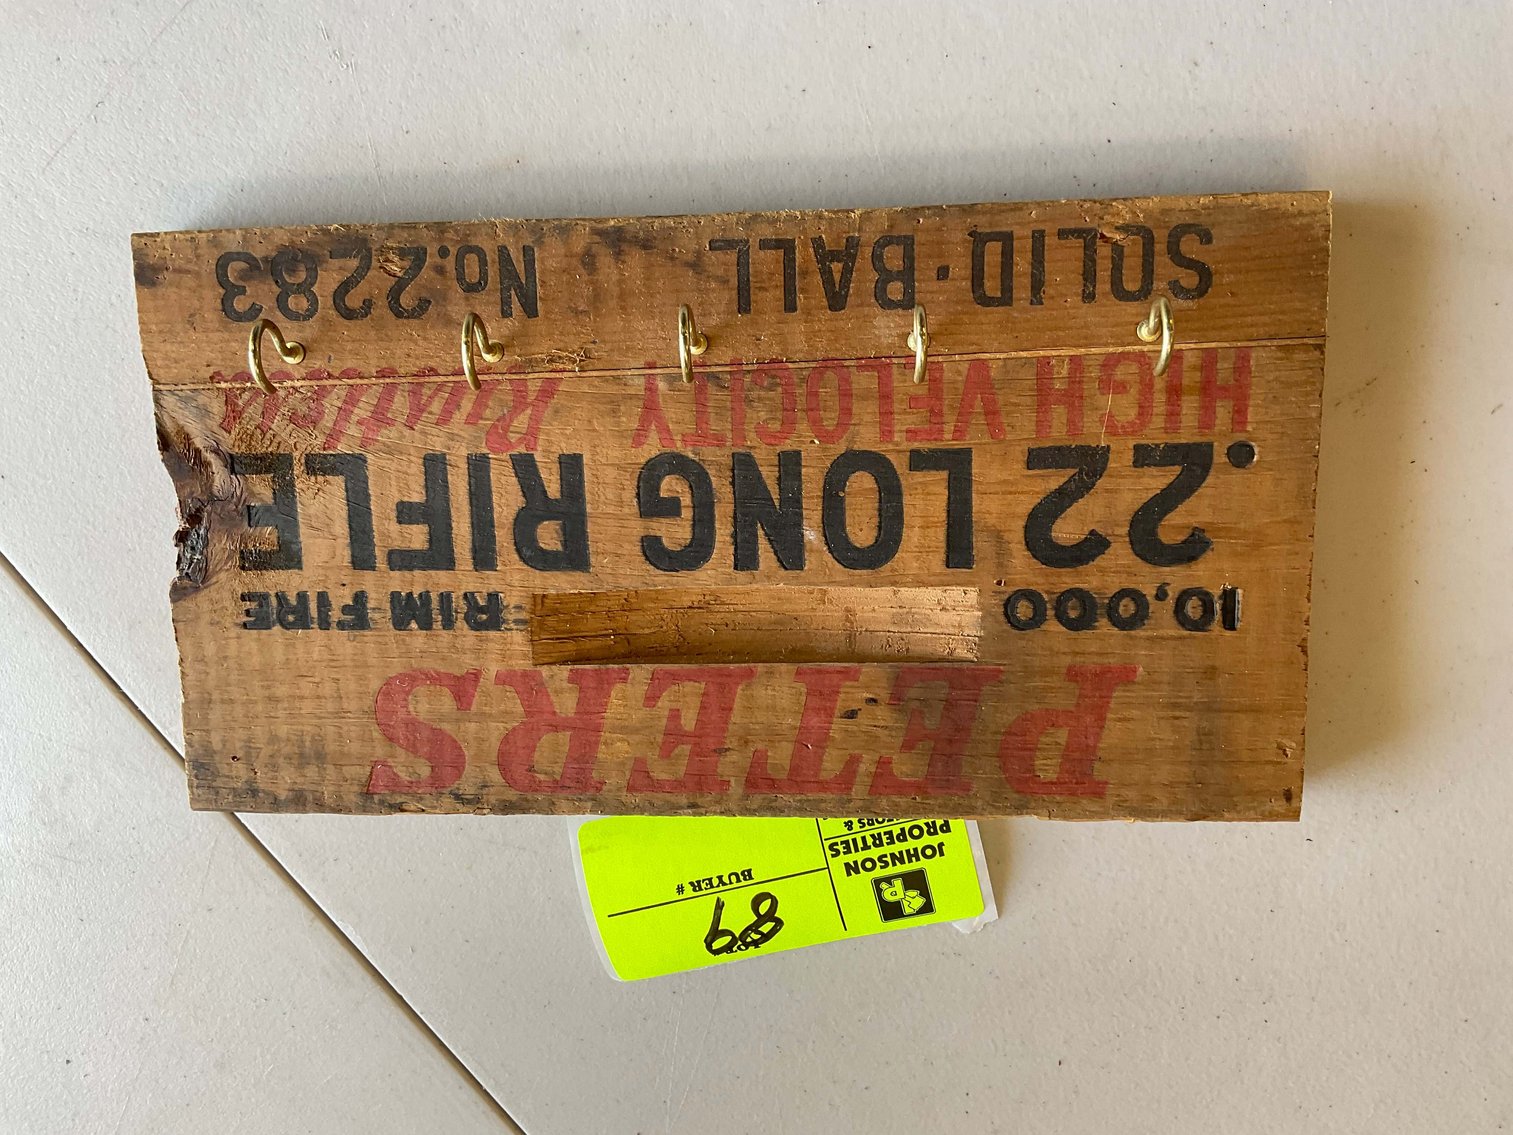 JOHNSON
PROPERTIES
89
BUYER #
PETERS
10,000 RIM FIRE
.22 LONG RIFLE
HIGH VELOCITY Rustless
SOLID·BALL No.2283